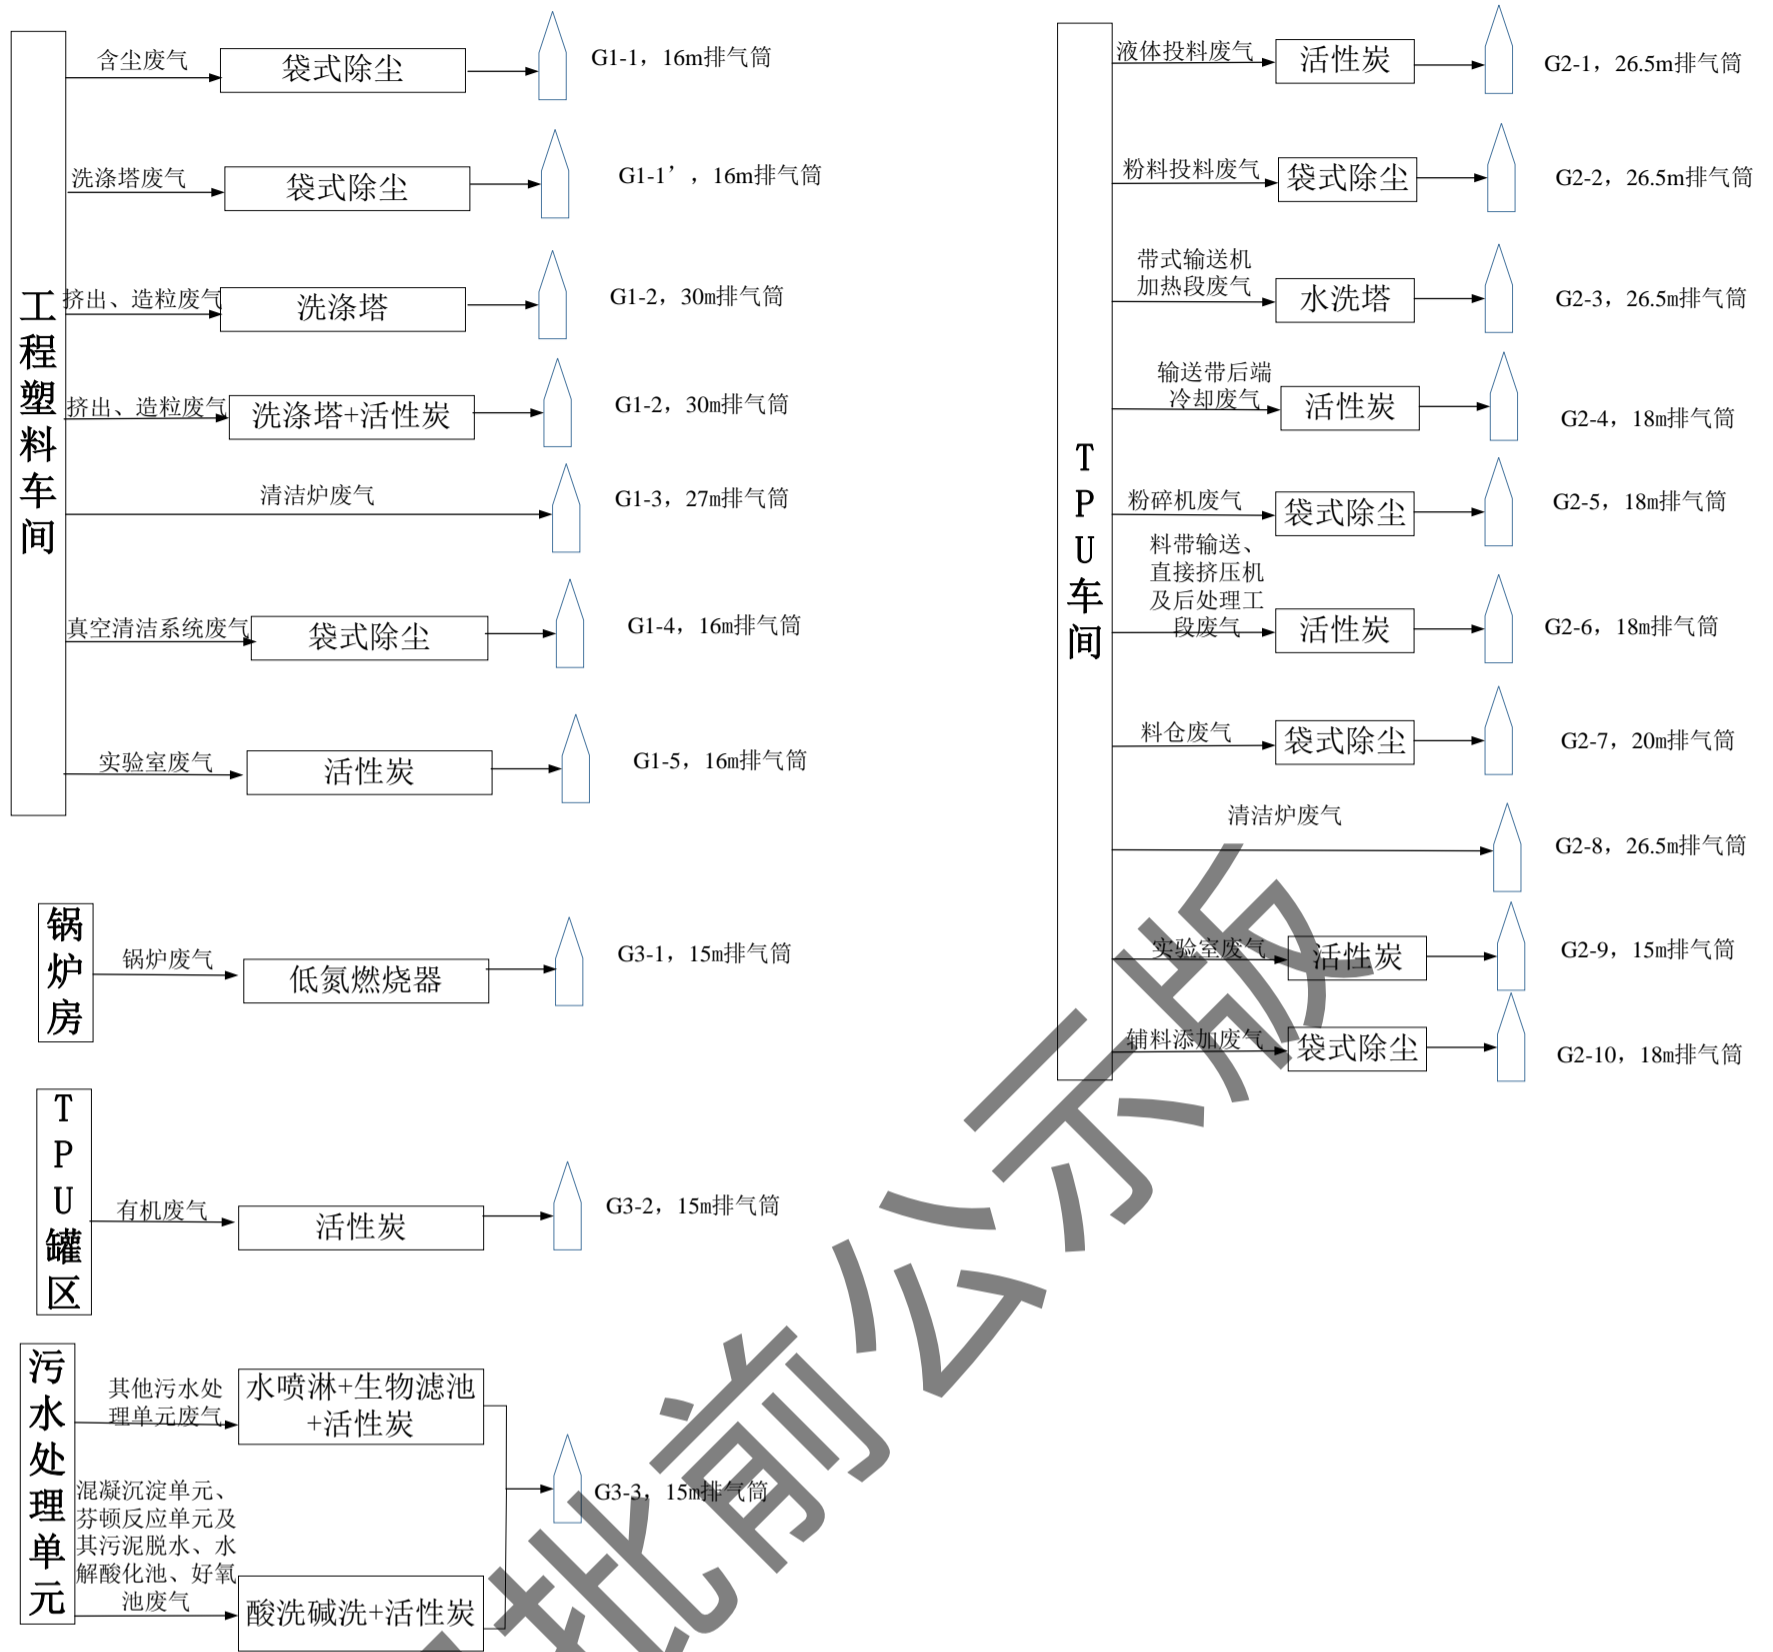 工程塑料车间
含尘废气
袋式除尘
G1-1，16m排气筒
洗涤塔废气
袋式除尘
G1-1’，16m排气筒
挤出、造粒废气
洗涤塔
G1-2，30m排气筒
挤出、造粒废气
洗涤塔+活性炭
G1-2，30m排气筒
清洁炉废气
G1-3，27m排气筒
真空清洁系统废气
袋式除尘
G1-4，16m排气筒
实验室废气
活性炭
G1-5，16m排气筒
锅炉房
锅炉废气
低氮燃烧器
G3-1，15m排气筒
TPU罐区
有机废气
活性炭
G3-2，15m排气筒
污水处理单元
其他污水处
理单元废气
水喷淋+生物滤池
+活性炭
混凝沉淀单元、
芬顿反应单元及
其污泥脱水、水
解酸化池、好氧
池废气
酸洗碱洗+活性炭
G3-3，15m排气筒
TPU车间
液体投料废气
活性炭
G2-1，26.5m排气筒
粉料投料废气
袋式除尘
G2-2，26.5m排气筒
带式输送机
加热段废气
水洗塔
G2-3，26.5m排气筒
输送带后端
冷却废气
活性炭
G2-4，18m排气筒
粉碎机废气
袋式除尘
G2-5，18m排气筒
料带输送、
直接挤压机
及后处理工
段废气
活性炭
G2-6，18m排气筒
料仓废气
袋式除尘
G2-7，20m排气筒
清洁炉废气
G2-8，26.5m排气筒
实验室废气
活性炭
G2-9，15m排气筒
辅料添加废气
袋式除尘
G2-10，18m排气筒
批前公示版